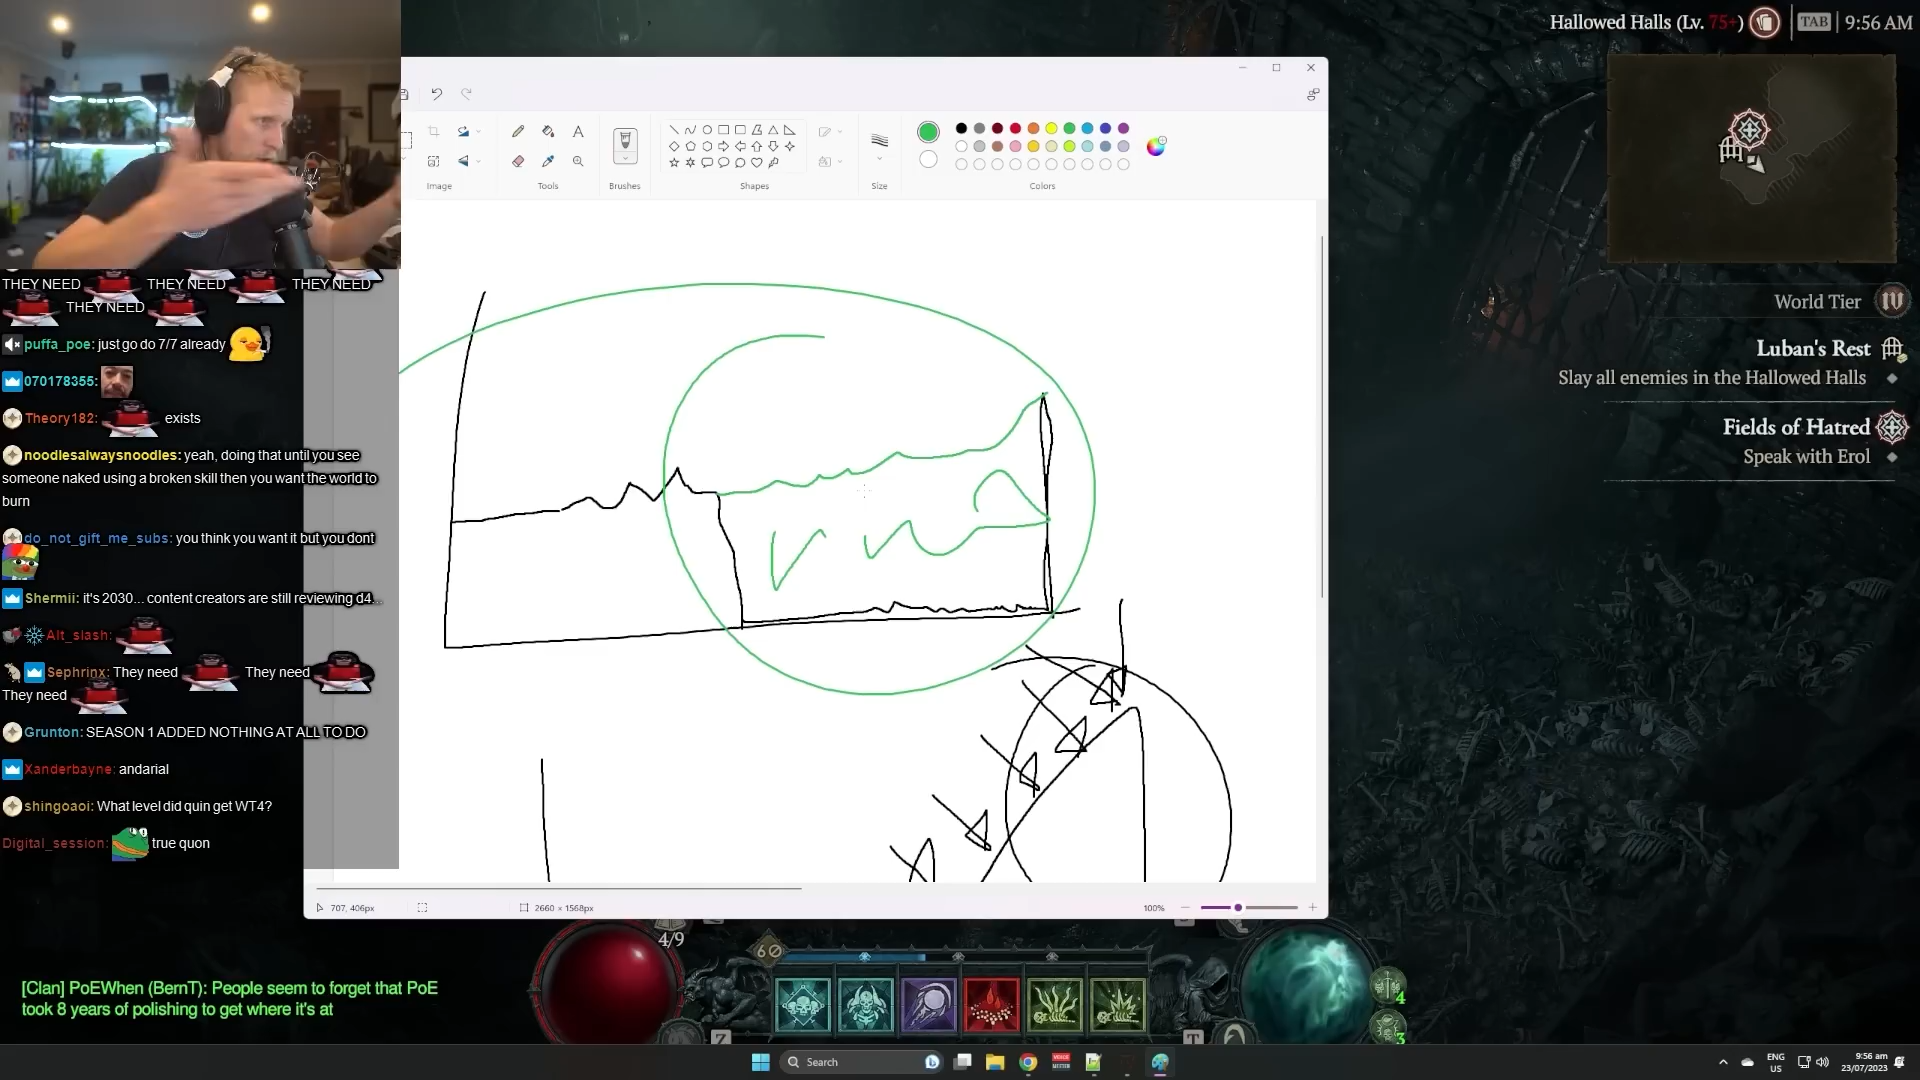 Hallowed Halls (Lv. 75+)
TAB
9:56 AM
Image
Tools
Brushes
Shapes
Size
Colors
World Tier
IV
Luban's Rest
Slay all enemies in the Hallowed Halls
Fields of Hatred
Speak with Erol
THEY NEED THEY NEED THEY NEED
THEY NEED
puffa_poe: just go do 7/7 already
070178355:
Theory182: exists
noodlesalwaysnoodles: yeah, doing that until you see
someone naked using a broken skill then you want the world to
burn
do_not_gift_me_subs: you think you want it but you dont
Shermii: it's 2030... content creators are still reviewing d4...
Alt_slash:
Sephrinx: They need They need
They need
Grunton: SEASON 1 ADDED NOTHING AT ALL TO DO
Xanderbayne: andarial
shingoaoi: What level did quin get WT4?
Digital_session: true quon
707, 406px
2660 × 1568px
100%
4/9
60
[Clan] PoEWhen (BernT): People seem to forget that PoE
took 8 years of polishing to get where it's at
Z
T
4
3
Search
ENG
US
9:56 am
23/07/2023